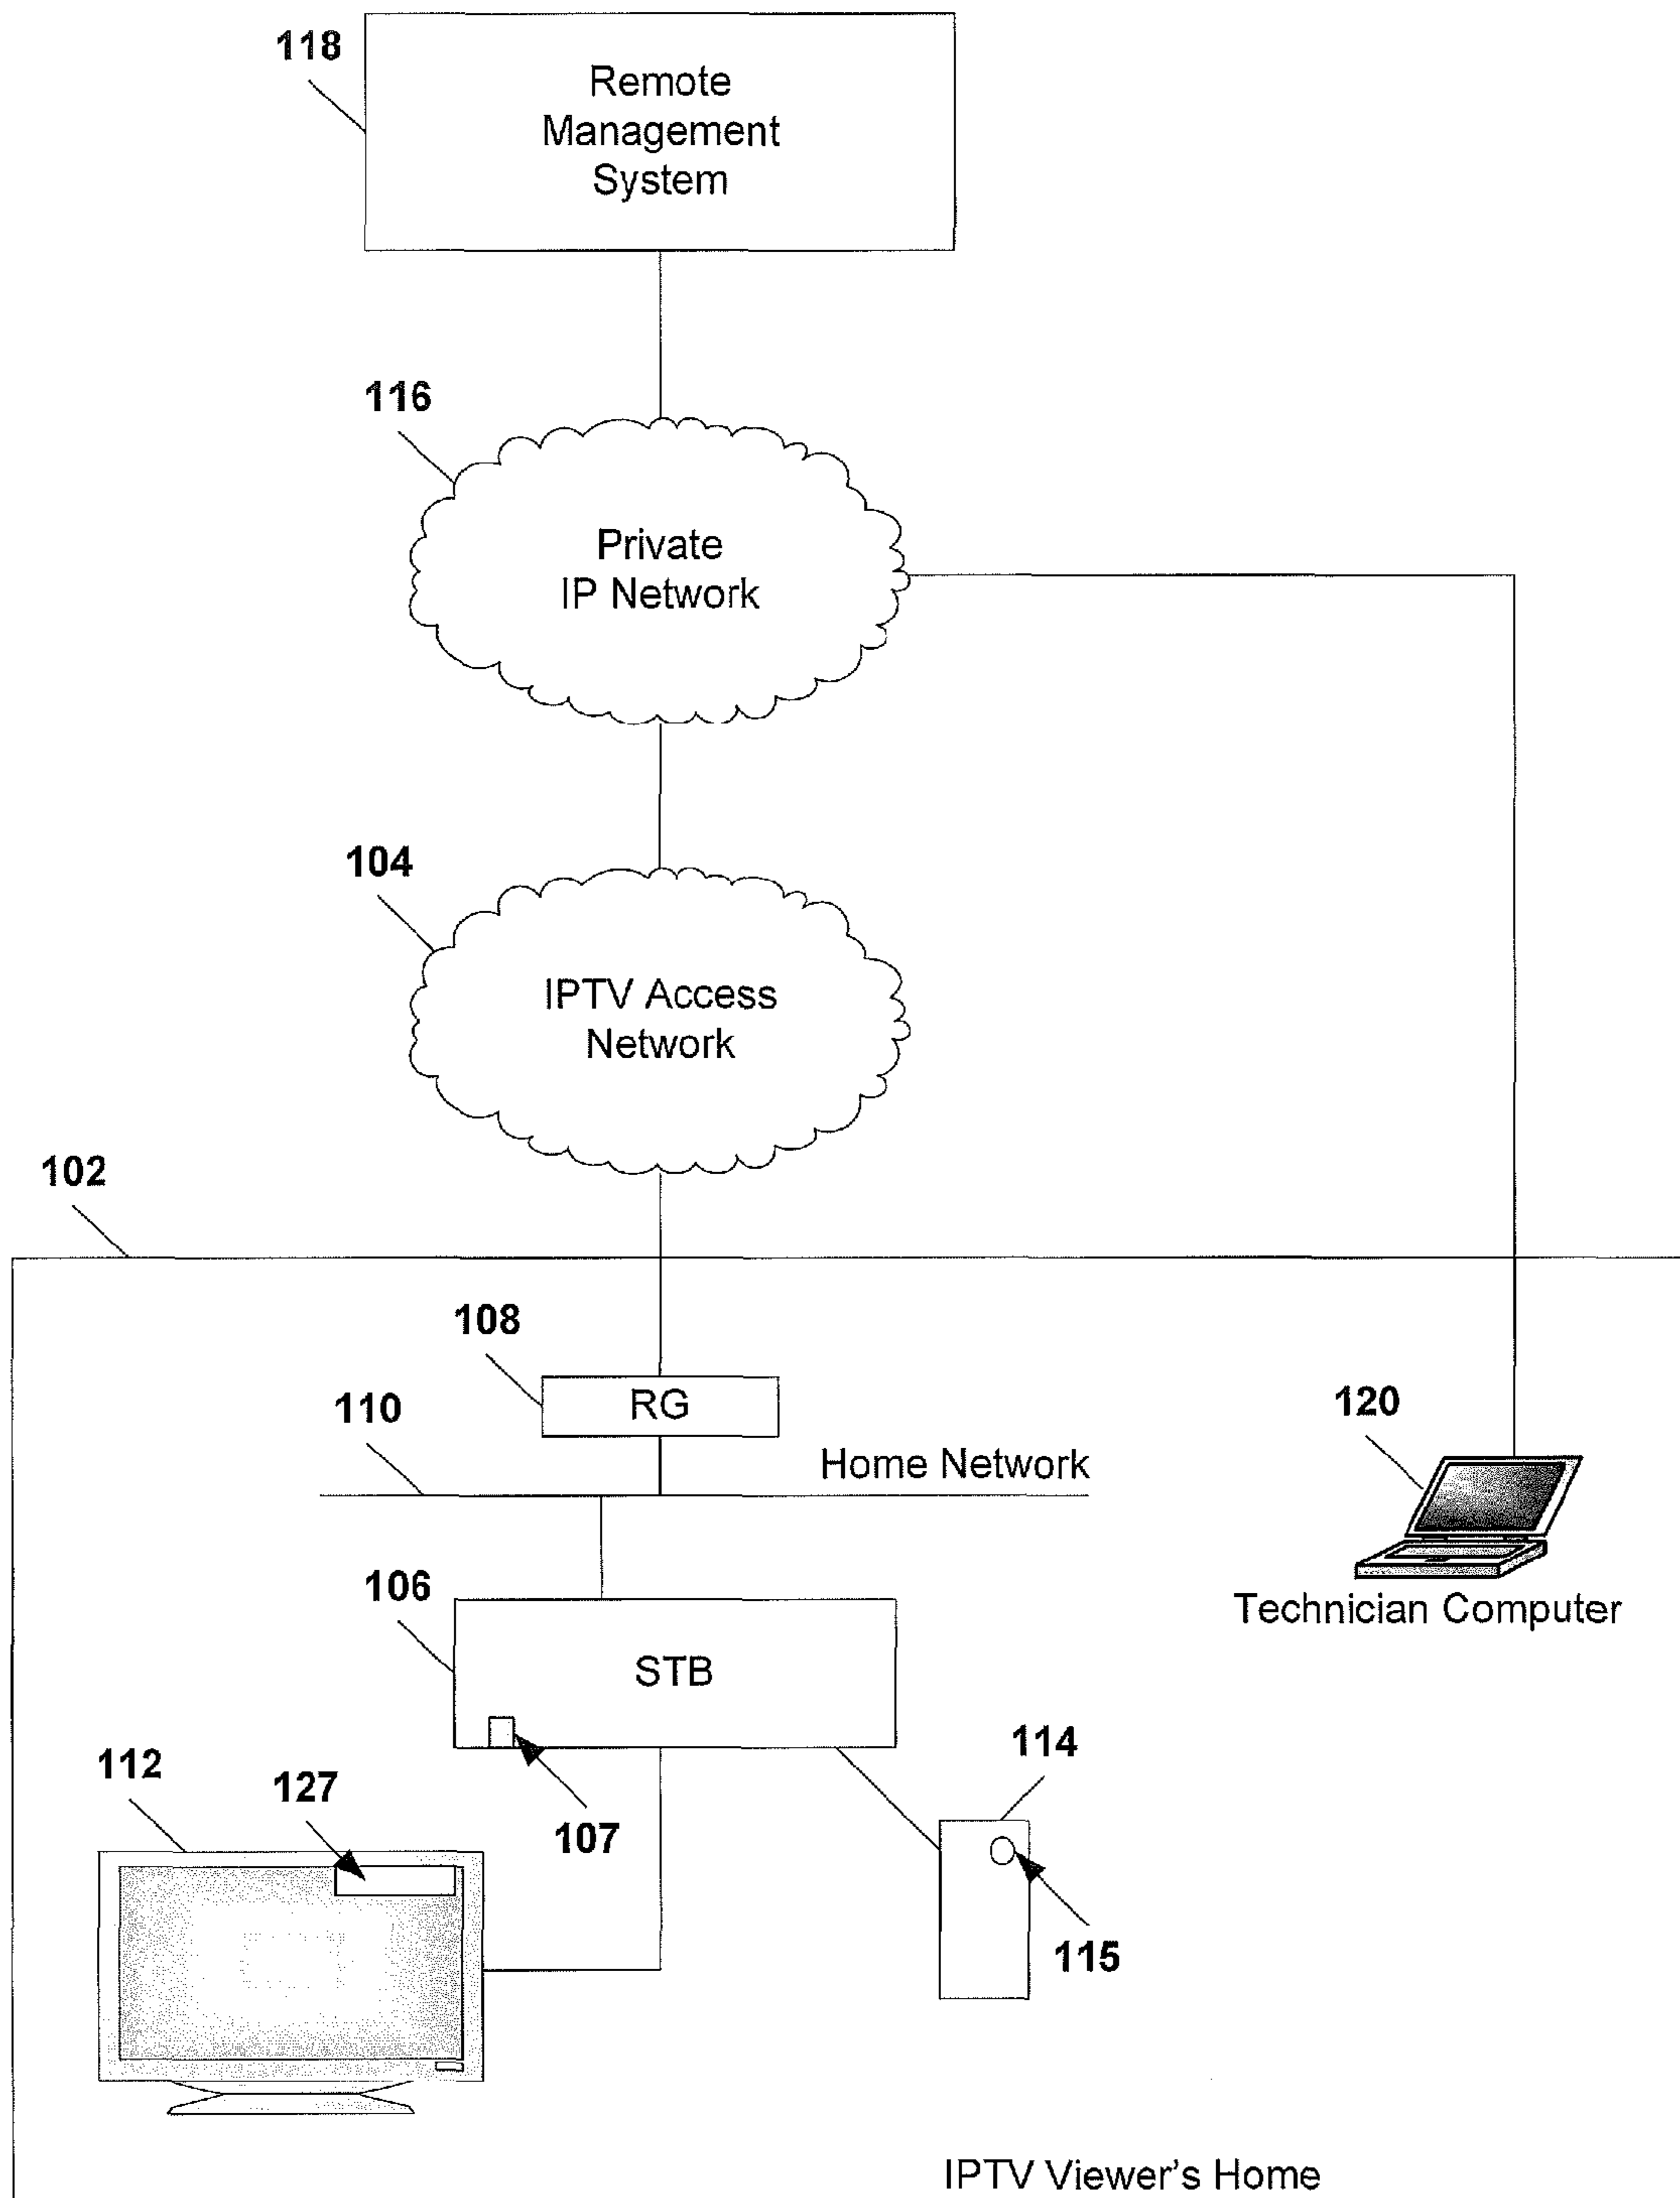 118
Remote
Management
System
116
Private
IP Network
104
IPTV Access
Network
102
108
RG
110
Home Network
120
Technician Computer
106
STB
107
114
115
112
127
IPTV Viewer's Home